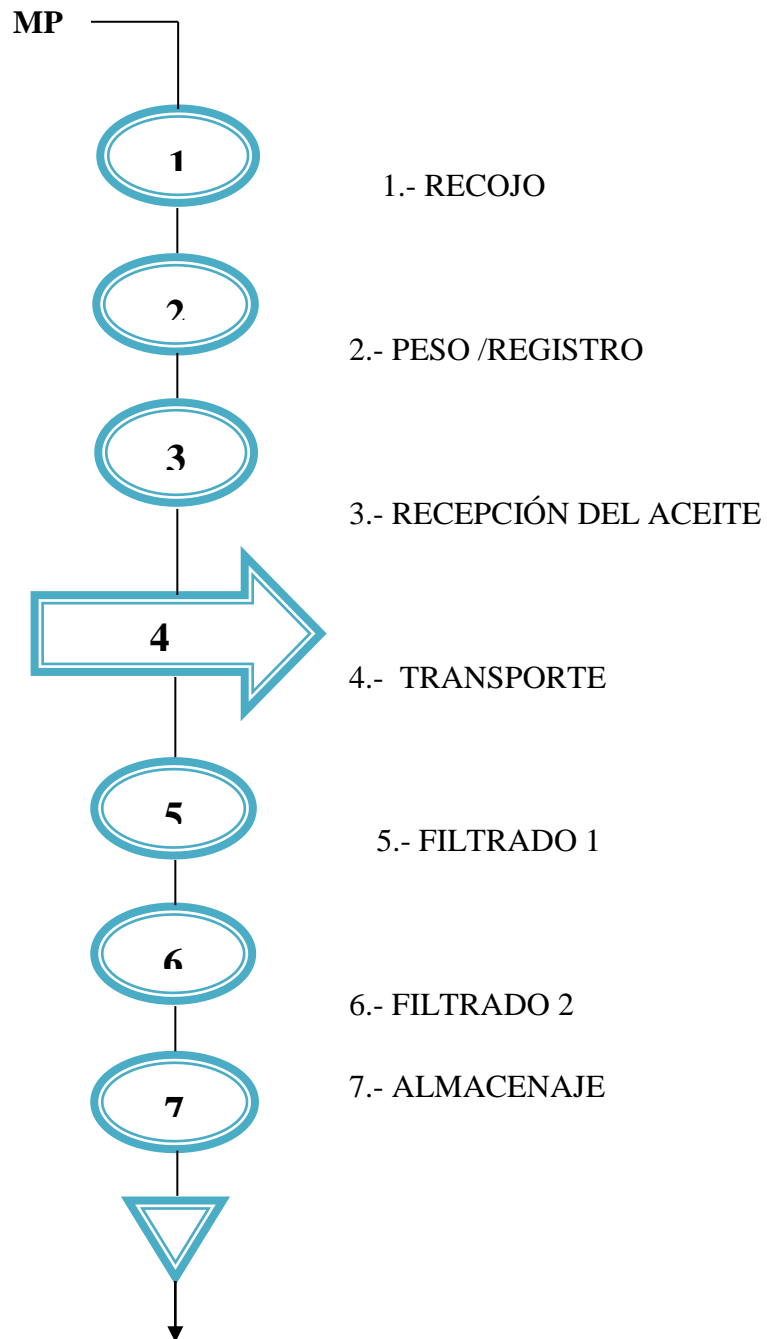 MP
1
1.- RECOJO
2
2.- PESO /REGISTRO
3
3.- RECEPCIÓN DEL ACEITE
4
4.- TRANSPORTE
5
5.- FILTRADO 1
6
6.- FILTRADO 2
7
7.- ALMACENAJE